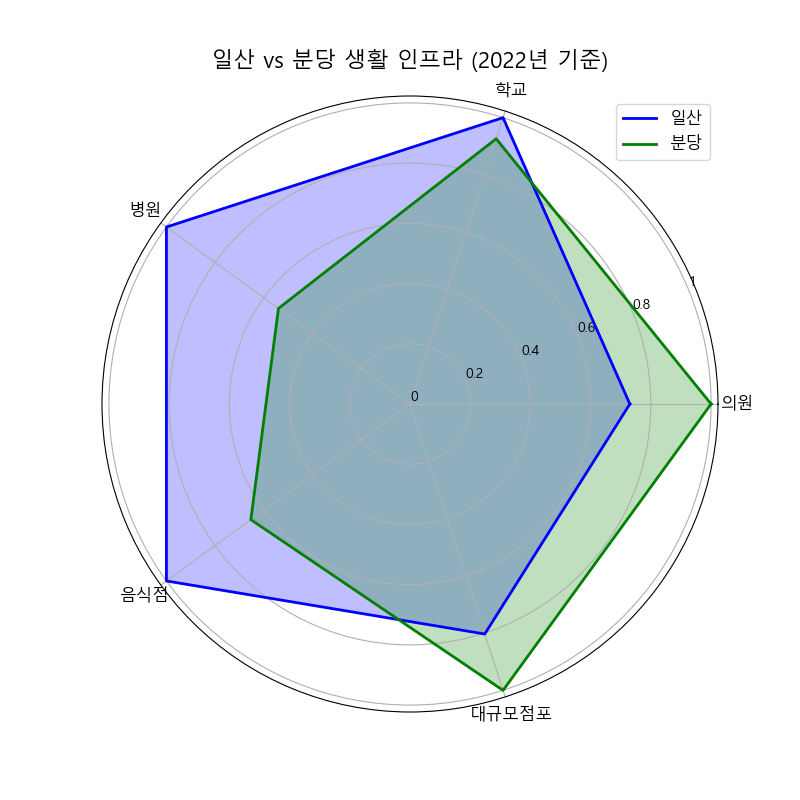 일산 vs 분당 생활 인프라 (2022년 기준)
학교
일산
분당
병원
1
0.8
0.6
0.4
0.2
0
의원
음식점
대규모점포